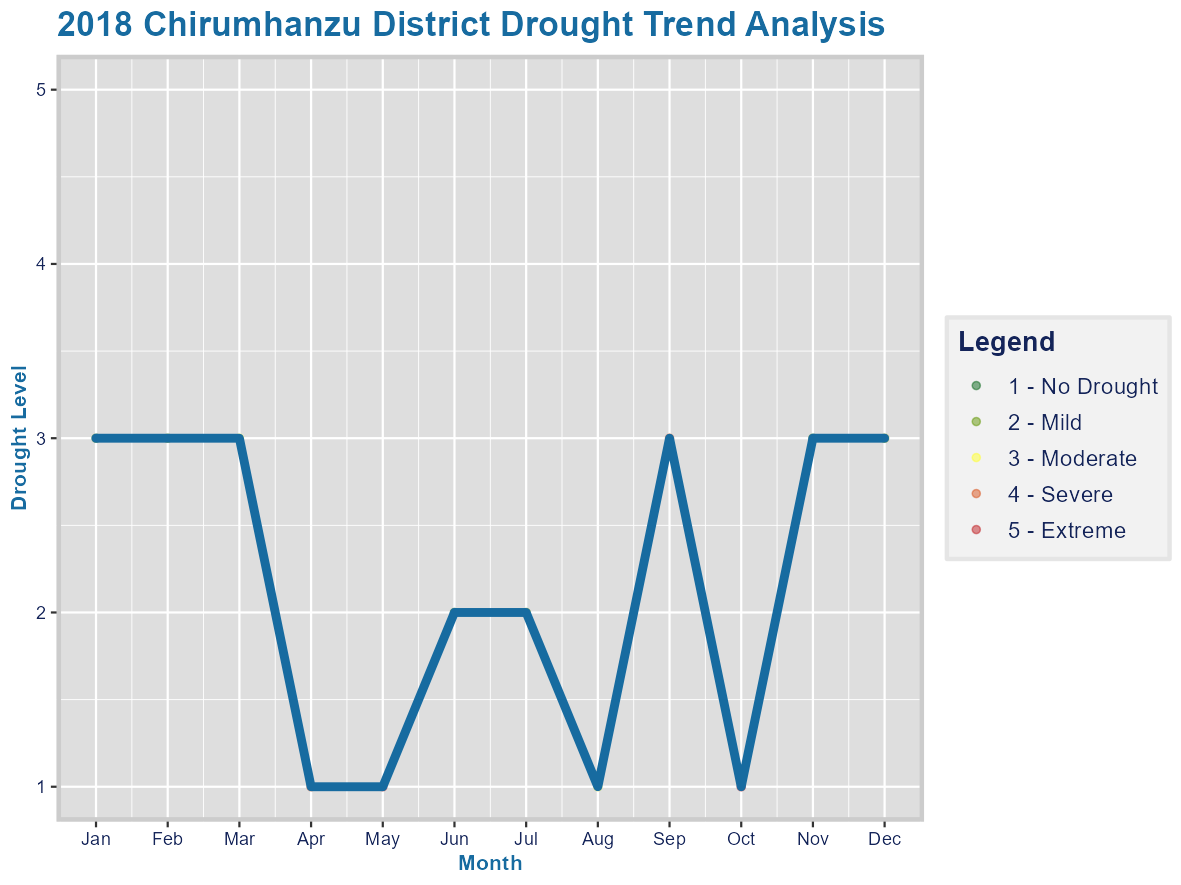 2018 Chirumhanzu District Drought Trend Analysis
5
4
3
2
1
Drought Level
Jan Feb Mar Apr May Jun Jul Aug Sep Oct Nov Dec
Month
Legend
1 - No Drought
2 - Mild
3 - Moderate
4 - Severe
5 - Extreme